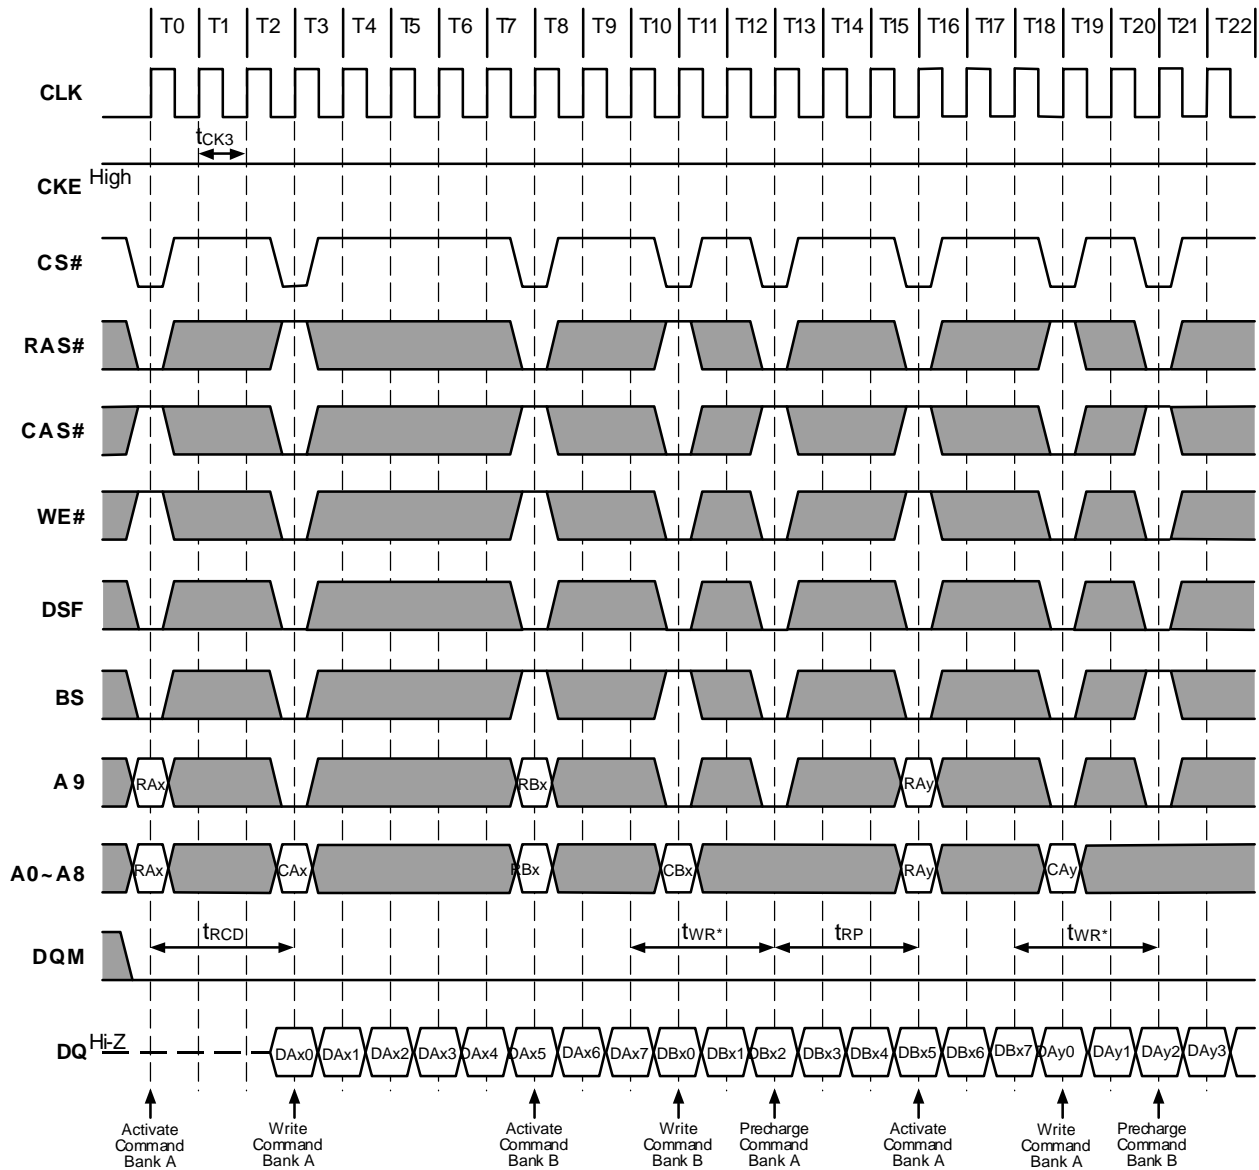 T0 T1 T2 T3 T4 T5 T6 T7 T8 T9 T10 T11 T12 T13 T14 T15 T16 T17 T18 T19 T20 T21 T22
CLK
tCK3
CKE High
CS#
RAS#
CAS#
WE#
DSF
BS
A9 RAx RBx RAy
A0~A8 RAx CAx RBx CBx RAy CAy
DQM tRCD tWR* tRP tWR*
DQ Hi-Z DAx0 DAx1 DAx2 DAx3 DAx4 DAx5 DAx6 DAx7 DBx0 DBx1 DBx2 DBx3 DBx4 DBx5 DBx6 DBx7 DAy0 DAy1 DAy2 DAy3
Activate
Command
Bank A
Write
Command
Bank A
Activate
Command
Bank B
Write
Command
Bank B
Precharge
Command
Bank A
Activate
Command
Bank A
Write
Command
Bank A
Precharge
Command
Bank B